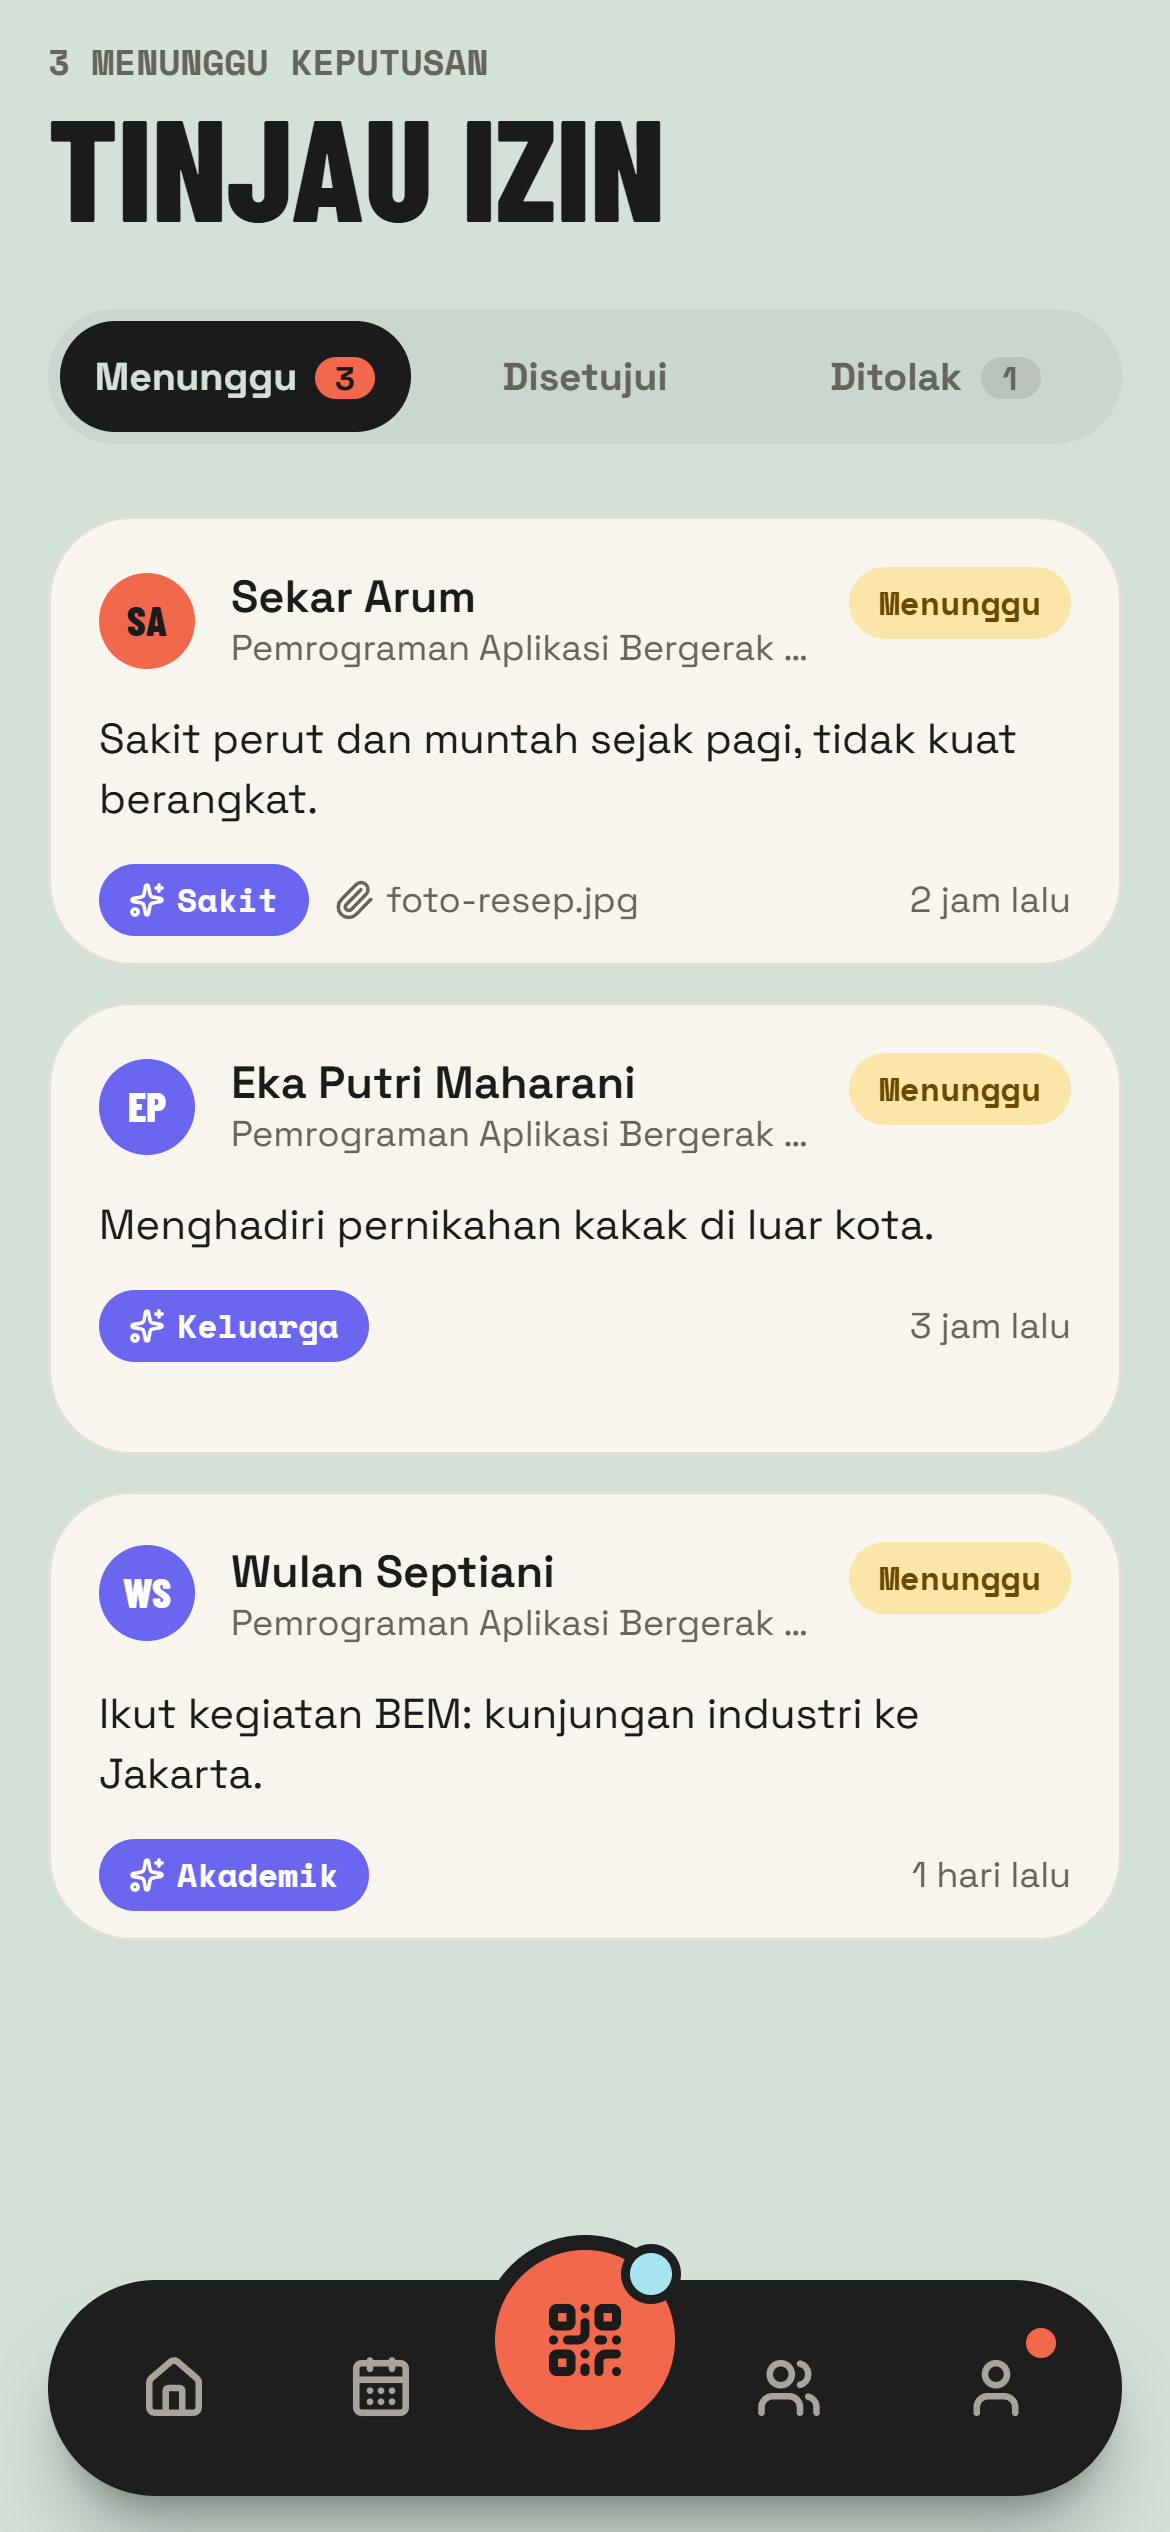 3 MENUNGGU KEPUTUSAN
TINJAU IZIN
Menunggu 3 Disetujui Ditolak 1
SA Sekar Arum Menunggu
Pemrograman Aplikasi Bergerak ...
Sakit perut dan muntah sejak pagi, tidak kuat
berangkat.
Sakit foto-resep.jpg 2 jam lalu
EP Eka Putri Maharani Menunggu
Pemrograman Aplikasi Bergerak ...
Menghadiri pernikahan kakak di luar kota.
Keluarga 3 jam lalu
WS Wulan Septiani Menunggu
Pemrograman Aplikasi Bergerak ...
Ikut kegiatan BEM: kunjungan industri ke
Jakarta.
Akademik 1 hari lalu